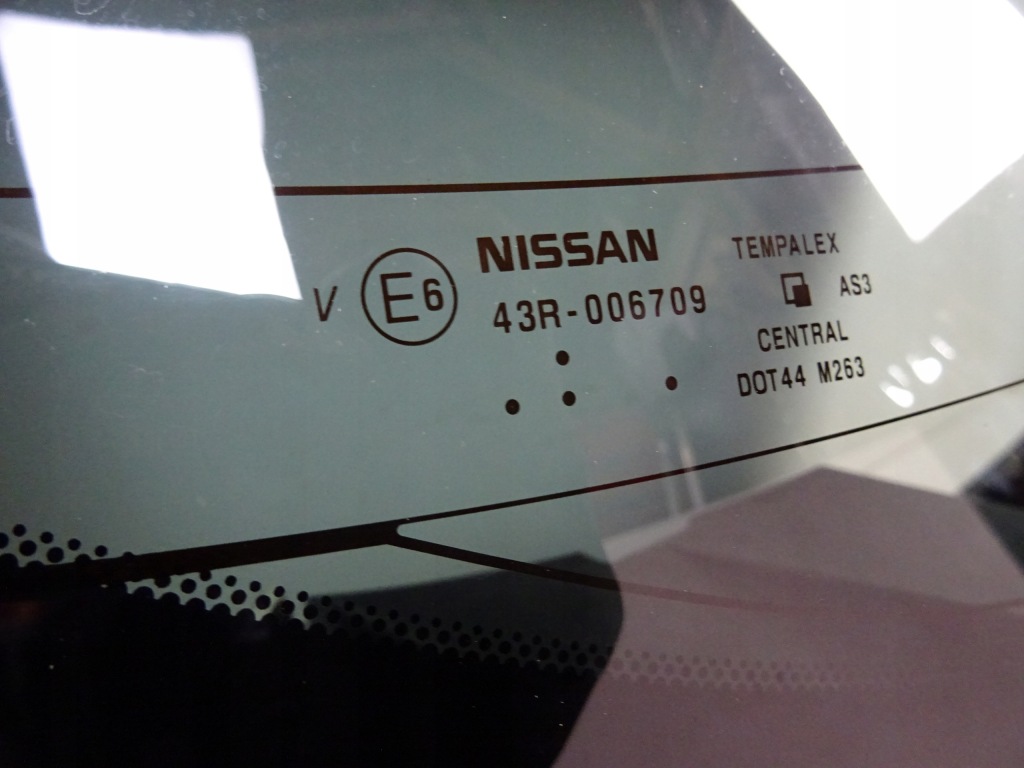 V E6
NISSAN
43R-006709
TEMPALEX
AS3
CENTRAL
DOT44 M263